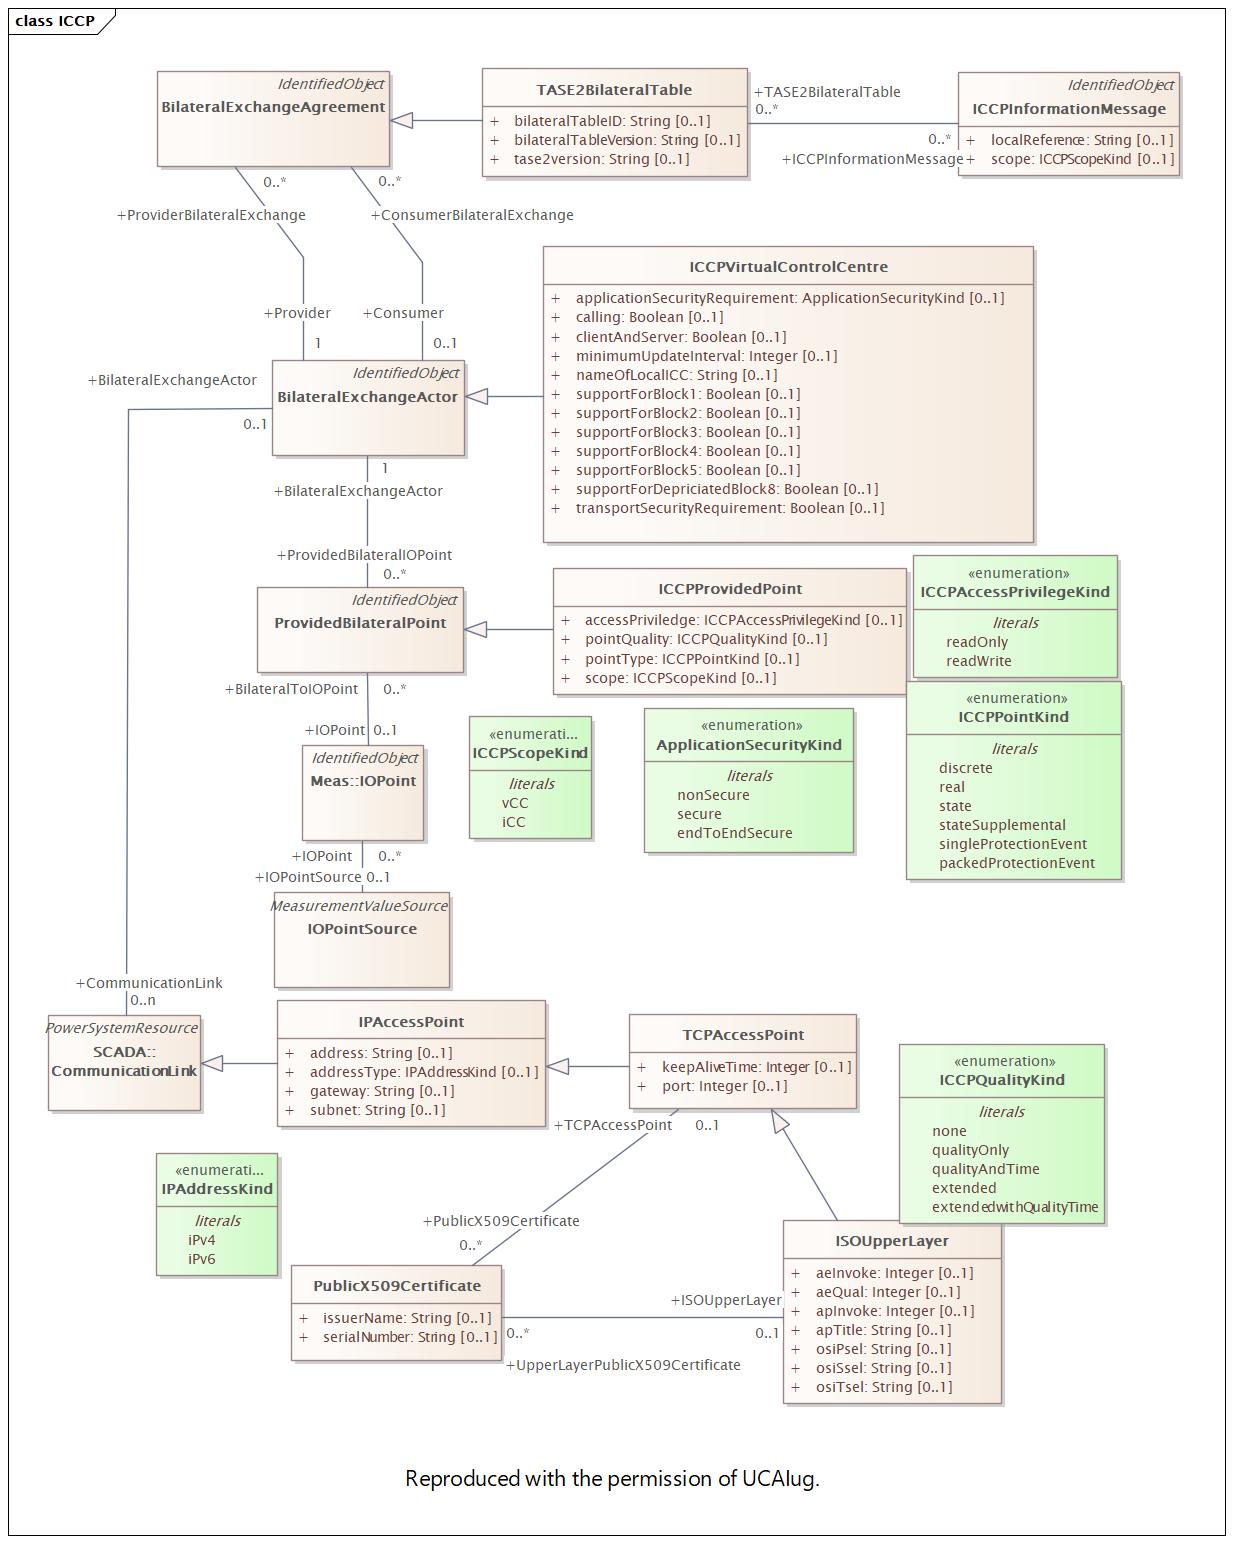 class ICCP
IdentifiedObject
BilateralExchangeAgreement
TASE2BilateralTable
+ bilateralTableID: String [0..1]
+ bilateralTableVersion: String [0..1]
+ tase2version: String [0..1]
+TASE2BilateralTable
0..*
0..*
+ICCPInformationMessage
IdentifiedObject
ICCPInformationMessage
+ localReference: String [0..1]
+ scope: ICCPScopeKind [0..1]
0..*
0..*
+ProviderBilateralExchange
+ConsumerBilateralExchange
+Provider
+Consumer
1
0..1
ICCPVirtualControlCentre
+ applicationSecurityRequirement: ApplicationSecurityKind [0..1]
+ calling: Boolean [0..1]
+ clientAndServer: Boolean [0..1]
+ minimumUpdateInterval: Integer [0..1]
+ nameOfLocalICC: String [0..1]
+ supportForBlock1: Boolean [0..1]
+ supportForBlock2: Boolean [0..1]
+ supportForBlock3: Boolean [0..1]
+ supportForBlock4: Boolean [0..1]
+ supportForBlock5: Boolean [0..1]
+ supportForDepriciatedBlock8: Boolean [0..1]
+ transportSecurityRequirement: Boolean [0..1]
IdentifiedObject
BilateralExchangeActor
+BilateralExchangeActor
0..1
1
+BilateralExchangeActor
+ProvidedBilateralIOPoint
0..*
IdentifiedObject
ProvidedBilateralPoint
ICCPProvidedPoint
+ accessPriviledge: ICCPAccessPrivilegeKind [0..1]
+ pointQuality: ICCPQualityKind [0..1]
+ pointType: ICCPPointKind [0..1]
+ scope: ICCPScopeKind [0..1]
«enumeration»
ICCPAccessPrivilegeKind
literals
readOnly
readWrite
+BilateralToIOPoint
0..*
+IOPoint
0..1
IdentifiedObject
Meas::IOPoint
«enumerati...
ICCPScopeKind
literals
vCC
iCC
«enumeration»
ApplicationSecurityKind
literals
nonSecure
secure
endToEndSecure
«enumeration»
ICCPPointKind
literals
discrete
real
state
stateSupplemental
singleProtectionEvent
packedProtectionEvent
+IOPoint
0..*
+IOPointSource
0..1
MeasurementValueSource
IOPointSource
+CommunicationLink
0..n
PowerSystemResource
SCADA::
CommunicationLink
IPAccessPoint
+ address: String [0..1]
+ addressType: IPAddressKind [0..1]
+ gateway: String [0..1]
+ subnet: String [0..1]
TCPAccessPoint
+ keepAliveTime: Integer [0..1]
+ port: Integer [0..1]
«enumeration»
ICCPQualityKind
literals
none
qualityOnly
qualityAndTime
extended
extendedwithQualityTime
+TCPAccessPoint
0..1
«enumerati...
IPAddressKind
literals
iPv4
iPv6
+PublicX509Certificate
0..*
PublicX509Certificate
+ issuerName: String [0..1]
+ serialNumber: String [0..1]
+ISOUpperLayer
0..*
0..1
+UpperLayerPublicX509Certificate
ISOUpperLayer
+ aeInvoke: Integer [0..1]
+ aeQual: Integer [0..1]
+ apInvoke: Integer [0..1]
+ apTitle: String [0..1]
+ osiPsel: String [0..1]
+ osiSsel: String [0..1]
+ osiTsel: String [0..1]
Reproduced with the permission of UCAIug.